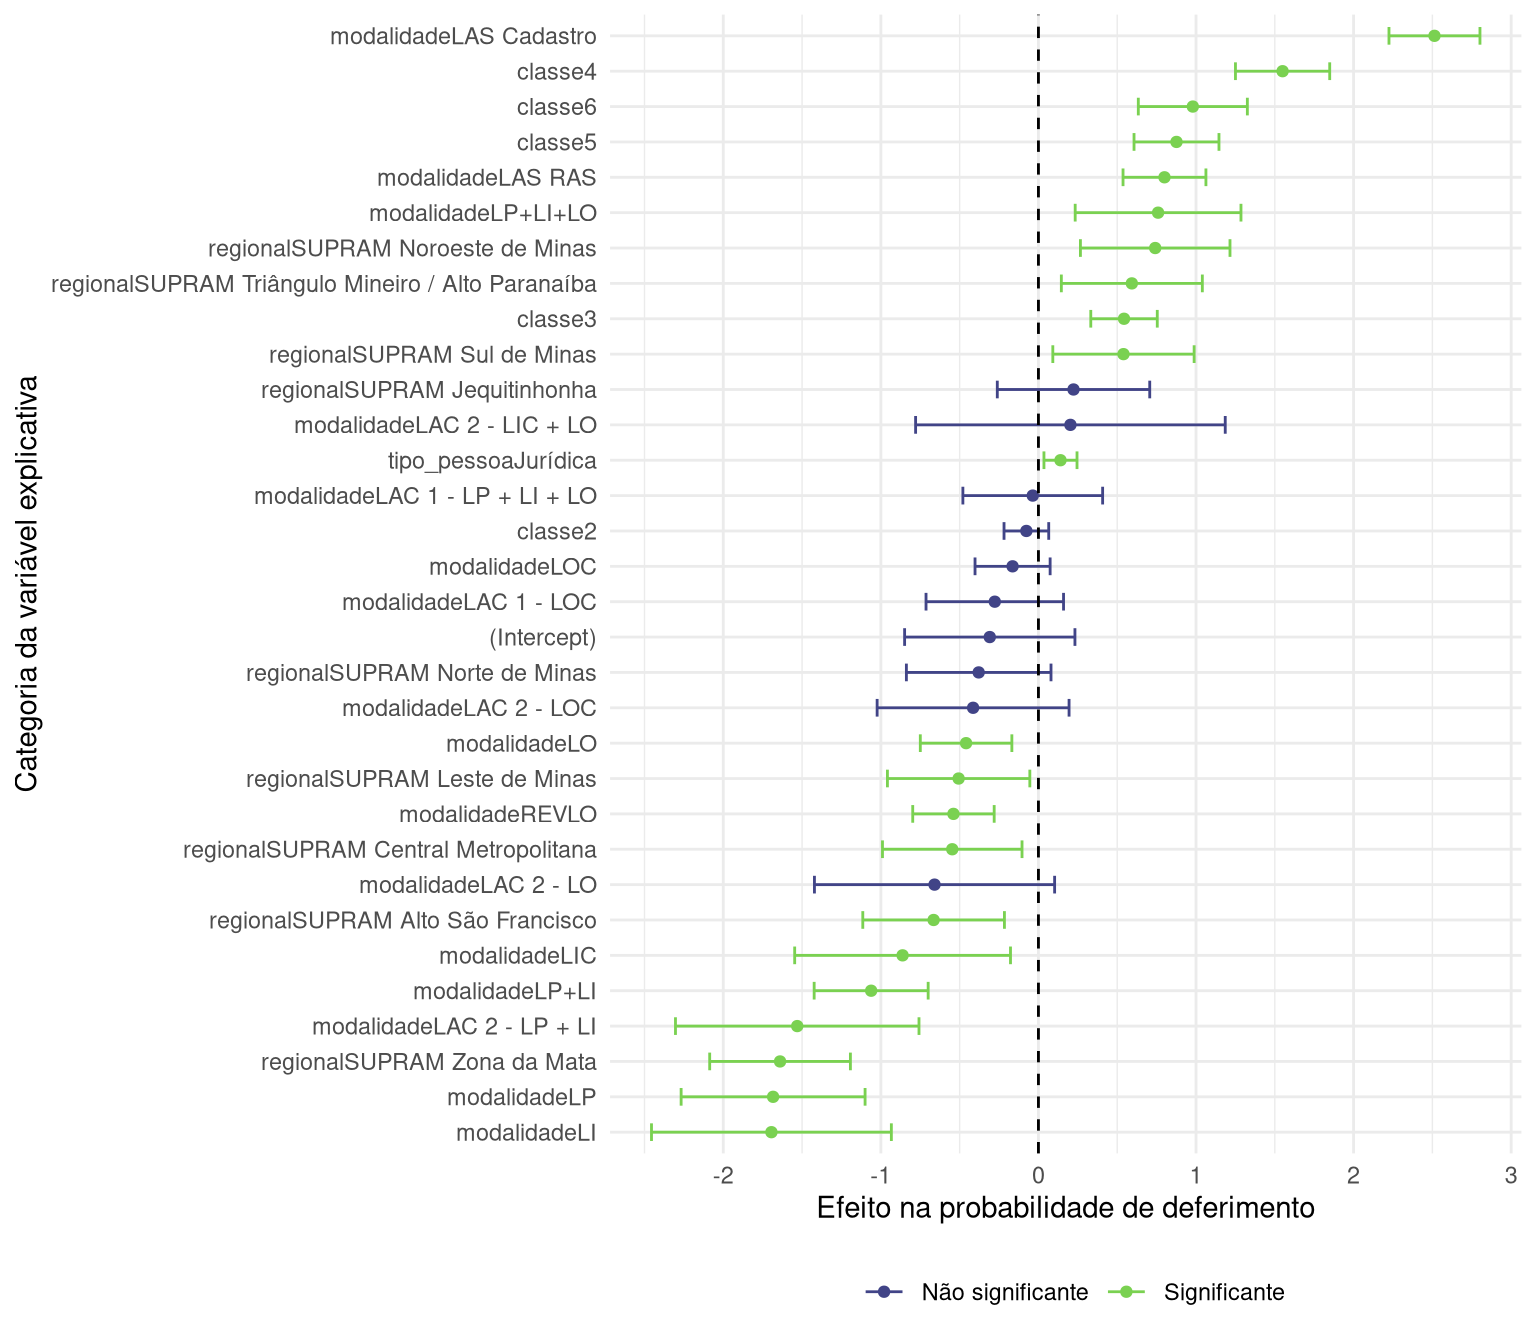 modalidadeLAS Cadastro
classe4
classe6
classe5
modalidadeLAS RAS
modalidadeLP+LI+LO
regionalSUPRAM Noroeste de Minas
regionalSUPRAM Triângulo Mineiro / Alto Paranaíba
classe3
regionalSUPRAM Sul de Minas
regionalSUPRAM Jequitinhonha
modalidadeLAC 2 - LIC + LO
tipo_pessoaJurídica
modalidadeLAC 1 - LP + LI + LO
classe2
modalidadeLOC
modalidadeLAC 1 - LOC
(Intercept)
regionalSUPRAM Norte de Minas
modalidadeLAC 2 - LOC
modalidadeLO
regionalSUPRAM Leste de Minas
modalidadeREVLO
regionalSUPRAM Central Metropolitana
modalidadeLAC 2 - LO
regionalSUPRAM Alto São Francisco
modalidadeLIC
modalidadeLP+LI
modalidadeLAC 2 - LP + LI
regionalSUPRAM Zona da Mata
modalidadeLP
modalidadeLI
Categoria da variável explicativa
-2 -1 0 1 2 3
Efeito na probabilidade de deferimento
Não significante Significante